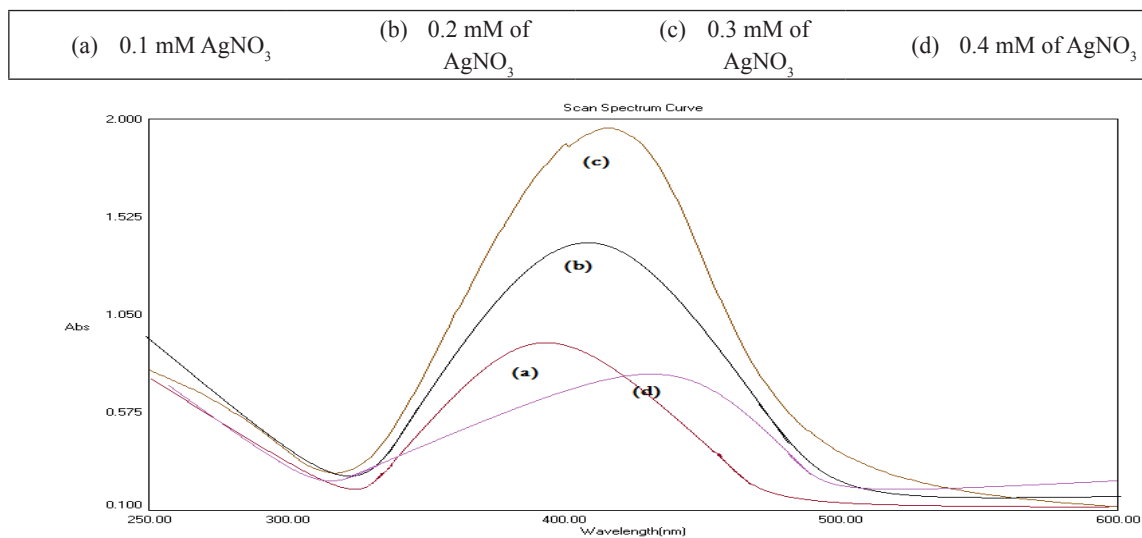 (a) 0.1 mM AgNO3
(b) 0.2 mM of
AgNO3
(c) 0.3 mM of
AgNO3
(d) 0.4 mM of AgNO3
Scan Spectrum Curve
2.000
(c)
1.525
(b)
1.050
Abs
(a)
(d)
0.575
0.100
250.00 300.00 400.00 500.00 600.00
Wavelength(nm)